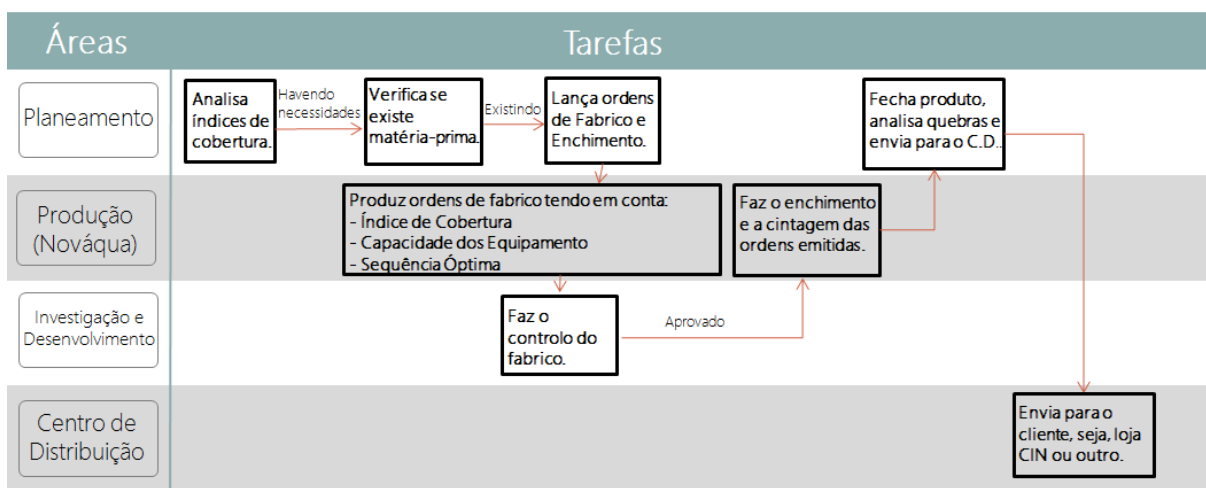 Áreas
Tarefas
Planeamento
Analisa
índices de
cobertura.
Havendo
necessidades
Verifica se
existe
matéria-prima.
Existindo
Lança ordens
de Fabrico e
Enchimento.
Fecha produto,
analisa quebras e
envia para o C.D..
Produção
(Nováqua)
Produz ordens de fabrico tendo em conta:
- Índice de Cobertura
- Capacidade dos Equipamento
- Sequência Óptima
Faz o enchimento
e a cintagem das
ordens emitidas.
Investigação e
Desenvolvimento
Faz o
controlo do
fabrico.
Aprovado
Centro de
Distribuição
Envia para o
cliente, seja, loja
CIN ou outro.